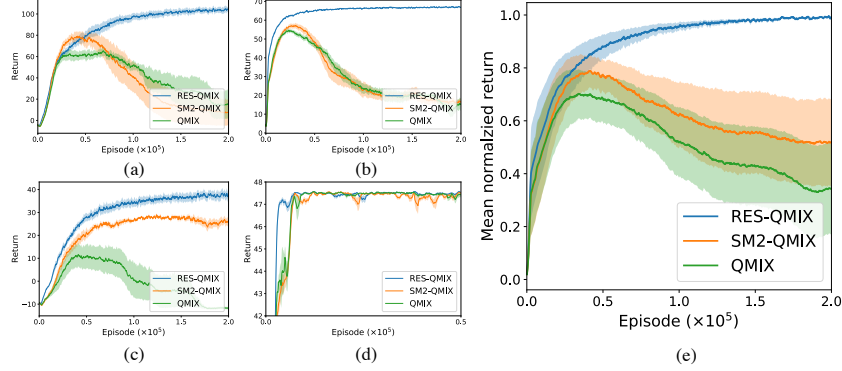 100
80
60
40
20
0
Return
0.0
0.5
1.0
1.5
2.0
Episode (×10⁵)
RES-QMIX
SM2-QMIX
QMIX
(a)
70
60
50
40
30
20
10
0
Return
0.0
0.5
1.0
1.5
2.0
Episode (×10⁵)
RES-QMIX
SM2-QMIX
QMIX
(b)
40
30
20
10
0
−10
Return
0.0
0.5
1.0
1.5
2.0
Episode (×10⁵)
RES-QMIX
SM2-QMIX
QMIX
(c)
48
47
46
45
44
43
42
Return
0.0
0.5
Episode (×10⁵)
RES-QMIX
SM2-QMIX
QMIX
(d)
1.0
0.8
0.6
0.4
0.2
0.0
Mean normalzied return
0.0
0.5
1.0
1.5
2.0
Episode (×10⁵)
RES-QMIX
SM2-QMIX
QMIX
(e)